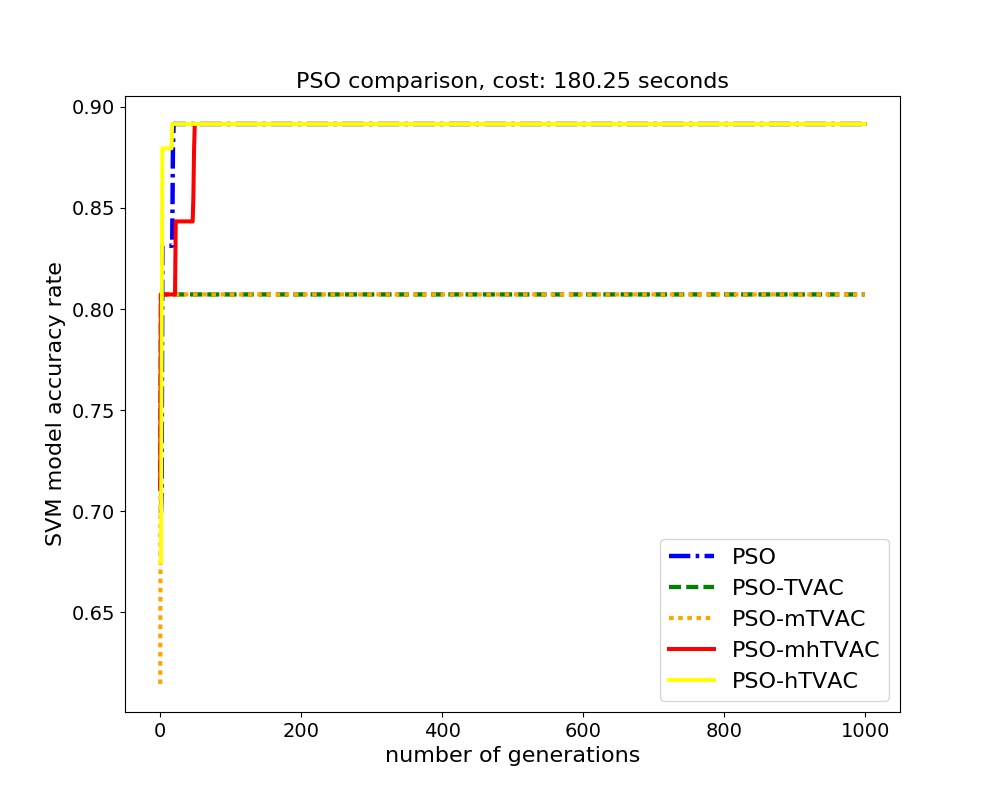 PSO comparison, cost: 180.25 seconds
0.90
0.85
0.80
0.75
0.70
0.65
SVM model accuracy rate
0 200 400 600 800 1000
number of generations
PSO
PSO-TVAC
PSO-mTVAC
PSO-mhTVAC
PSO-hTVAC